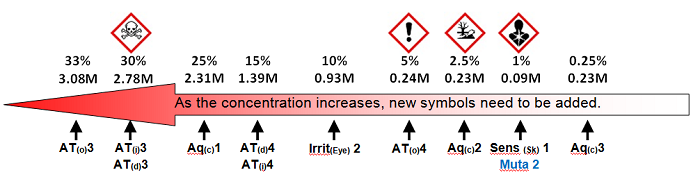 33% 30% 25% 15% 10% 5% 2.5% 1% 0.25%
3.08M 2.78M 2.31M 1.39M 0.93M 0.24M 0.23M 0.09M 0.23M
As the concentration increases, new symbols need to be added.
AT(o)3 AT(i)3 Aq(c)1 AT(d)4 Irrit(Eye) 2 AT(o)4 Aq(c)2 Sens (Sk) 1 Aq(c)3
AT(d)3 AT(i)4 Muta 2